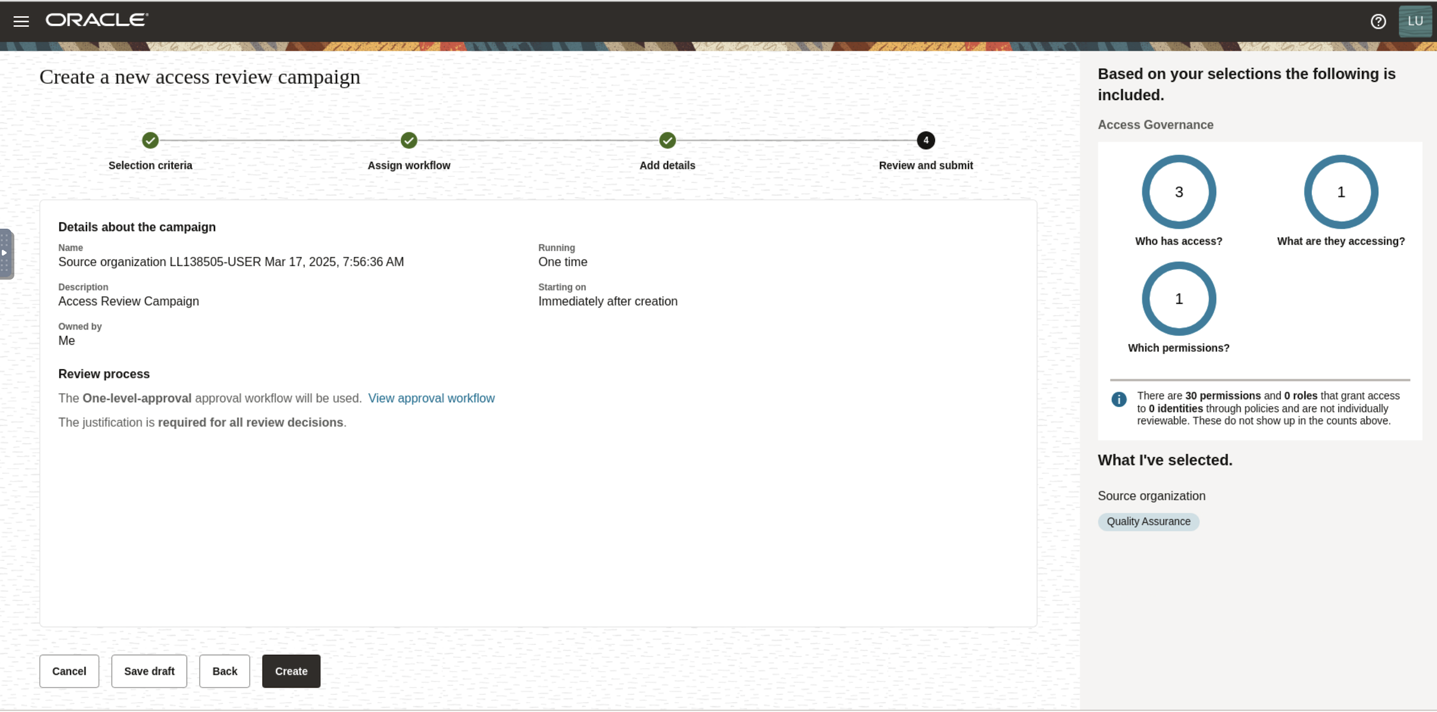 ORACLE
LU
Create a new access review campaign
Selection criteria
Assign workflow
Add details
4
Review and submit
Details about the campaign
Name
Source organization LL138505-USER Mar 17, 2025, 7:56:36 AM
Running
One time
Description
Access Review Campaign
Starting on
Immediately after creation
Owned by
Me
Review process
The One-level-approval approval workflow will be used. View approval workflow
The justification is required for all review decisions.
Cancel
Save draft
Back
Create
Based on your selections the following is
included.
Access Governance
3
Who has access?
1
What are they accessing?
1
Which permissions?
There are 30 permissions and 0 roles that grant access
to 0 identities through policies and are not individually
reviewable. These do not show up in the counts above.
What I've selected.
Source organization
Quality Assurance